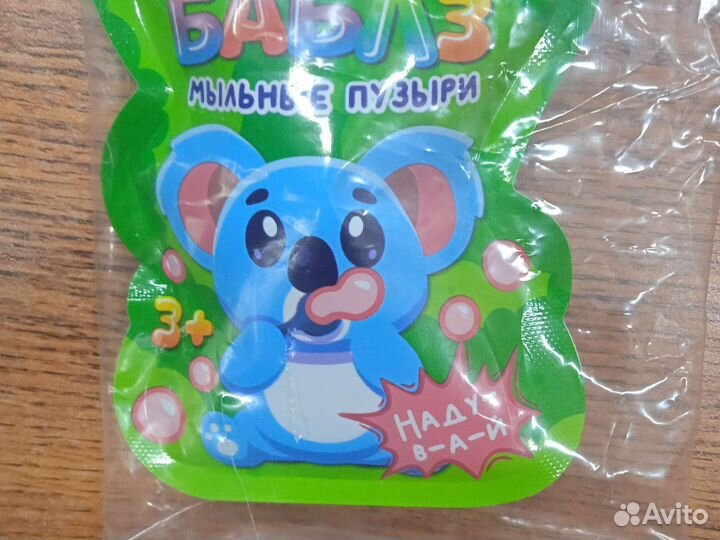 БАБЛЗ
МЫЛЬНЫЕ ПУЗЫРИ
3+
НАДУ
В-А-Й
Avito